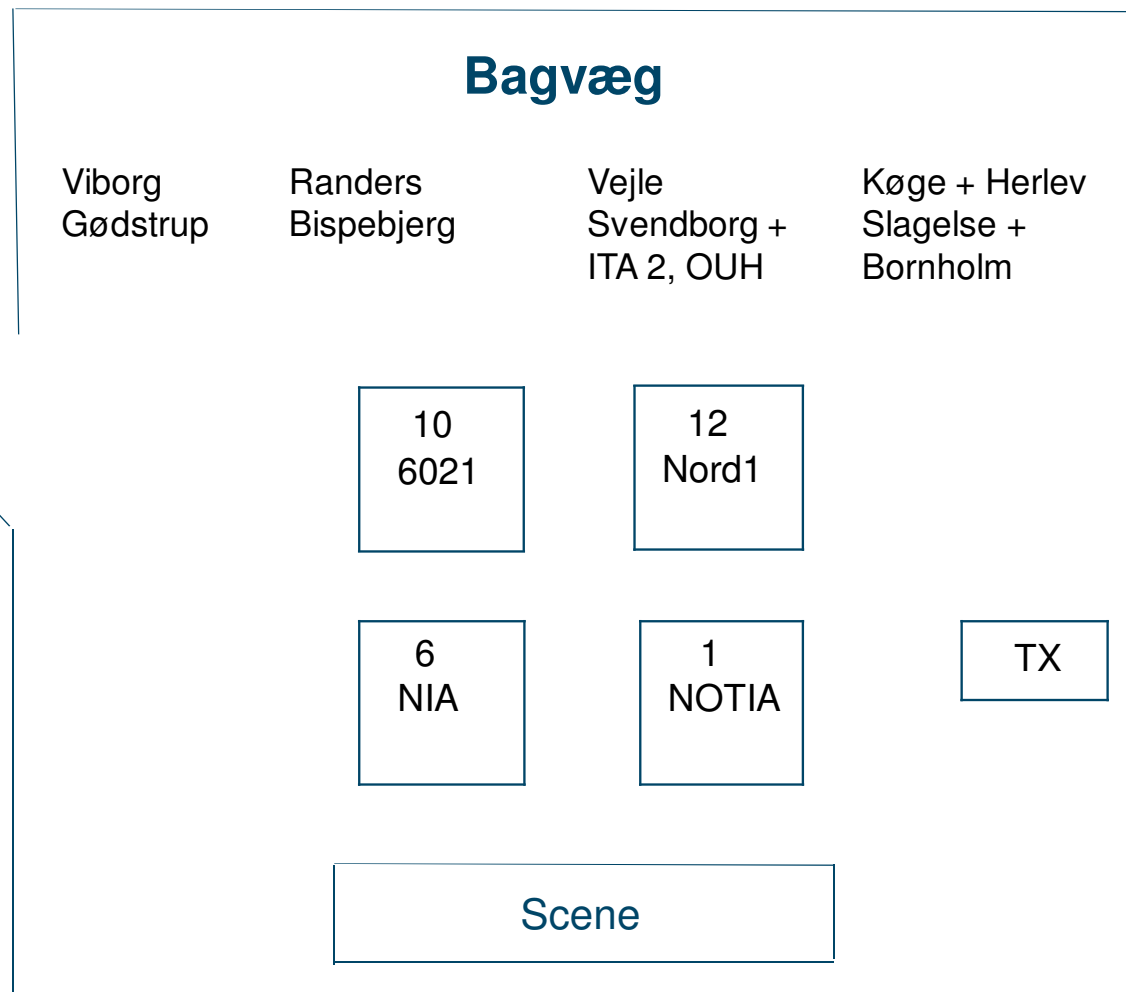 Bagvæg
Viborg
Gødstrup
Randers
Bispebjerg
Vejle
Svendborg +
ITA 2, OUH
Køge + Herlev
Slagelse +
Bornholm
10
6021
12
Nord1
6
NIA
1
NOTIA
TX
Scene